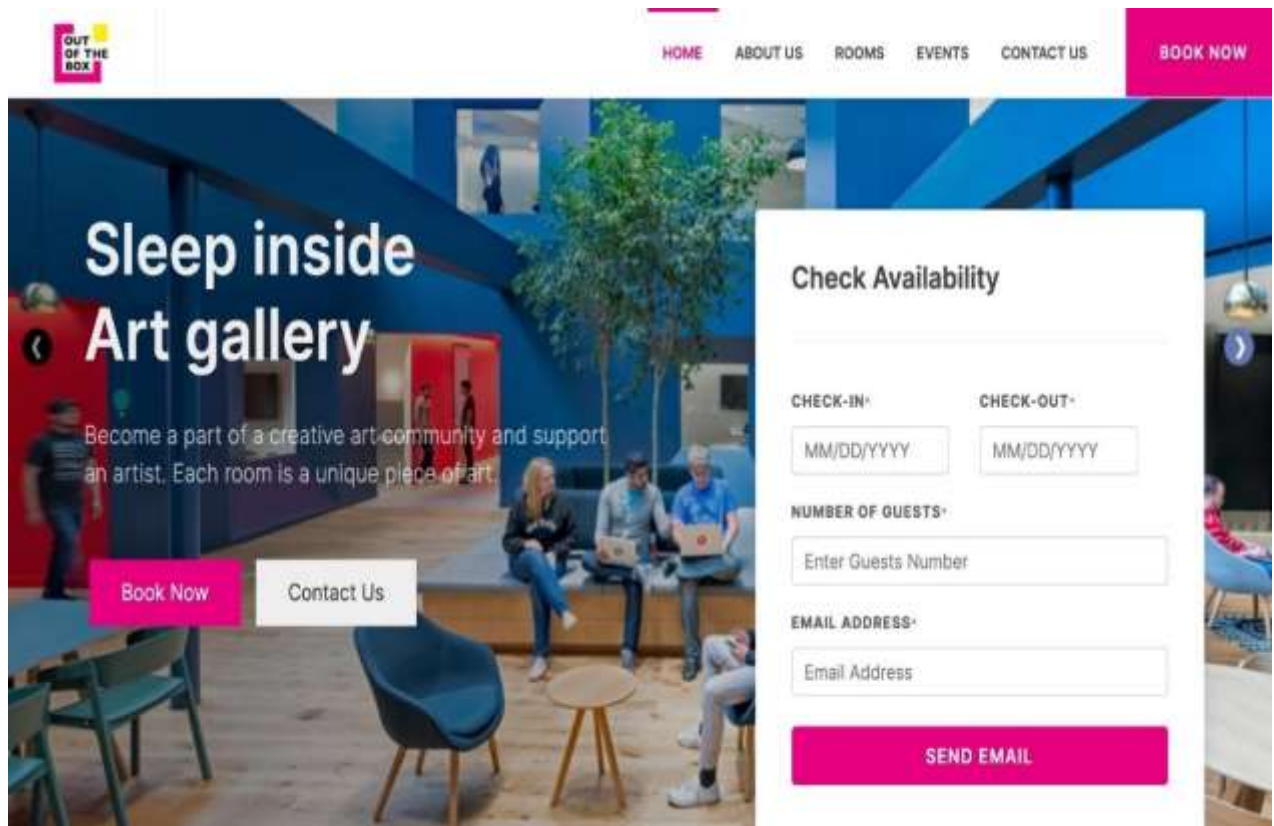 OUT
OF THE
BOX
HOME ABOUT US ROOMS EVENTS CONTACT US BOOK NOW
Sleep inside
Art gallery
Become a part of a creative art community and support
an artist. Each room is a unique piece of art.
Book Now Contact Us
Check Availability
CHECK-IN* CHECK-OUT*
MM/DD/YYYY MM/DD/YYYY
NUMBER OF GUESTS*
Enter Guests Number
EMAIL ADDRESS*
Email Address
SEND EMAIL